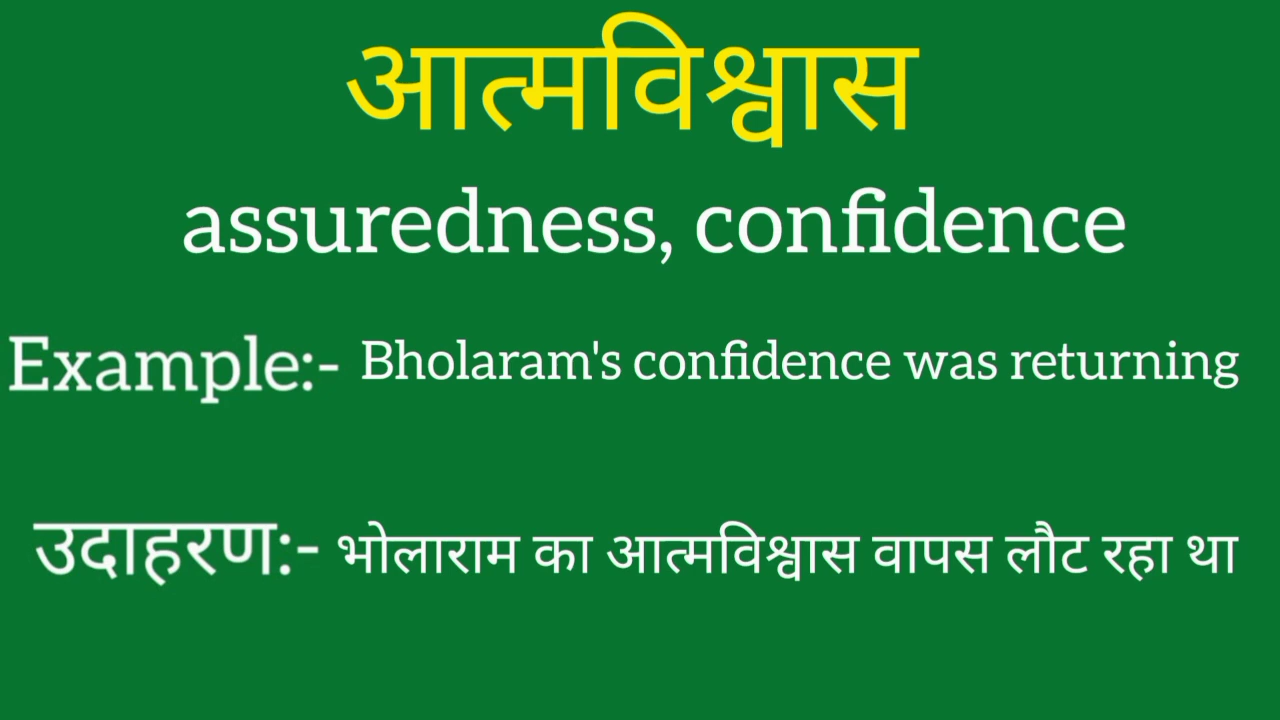 आत्मविश्वास
assuredness, confidence
Example:- Bholaram's confidence was returning
उदाहरण:- भोलाराम का आत्मविश्वास वापस लौट रहा था